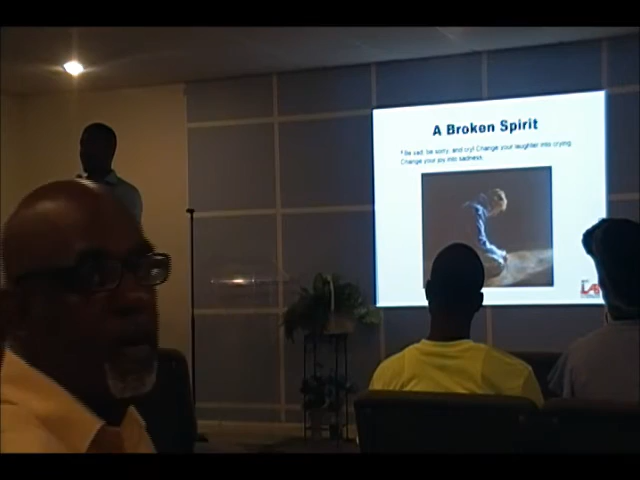 A Broken Spirit
Be sad, be sorry, and cry! Change your laughter into crying.
Change your joy into sadness.